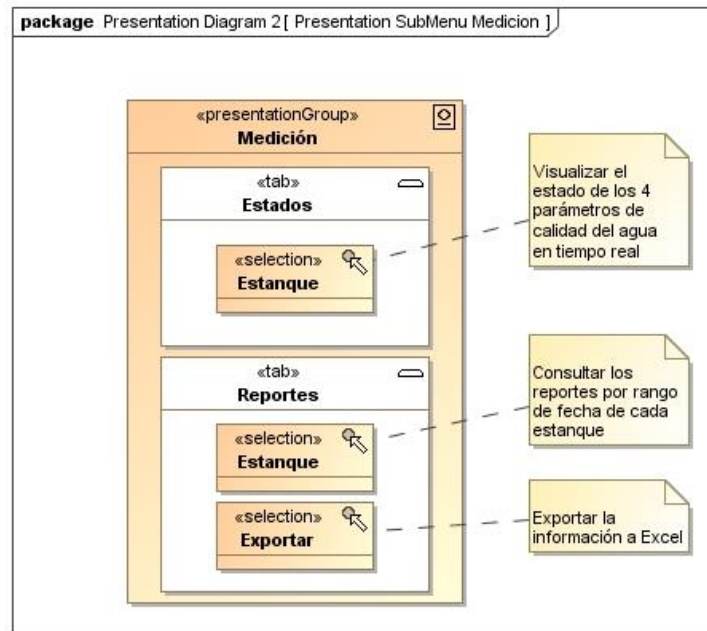 package Presentation Diagram 2[ Presentation SubMenu Medicion ]
«presentationGroup»
Medición
«tab»
Estados
«selection»
Estanque
Visualizar el
estado de los 4
parámetros de
calidad del agua
en tiempo real
«tab»
Reportes
«selection»
Estanque
Consultar los
reportes por rango
de fecha de cada
estanque
«selection»
Exportar
Exportar la
información a Excel